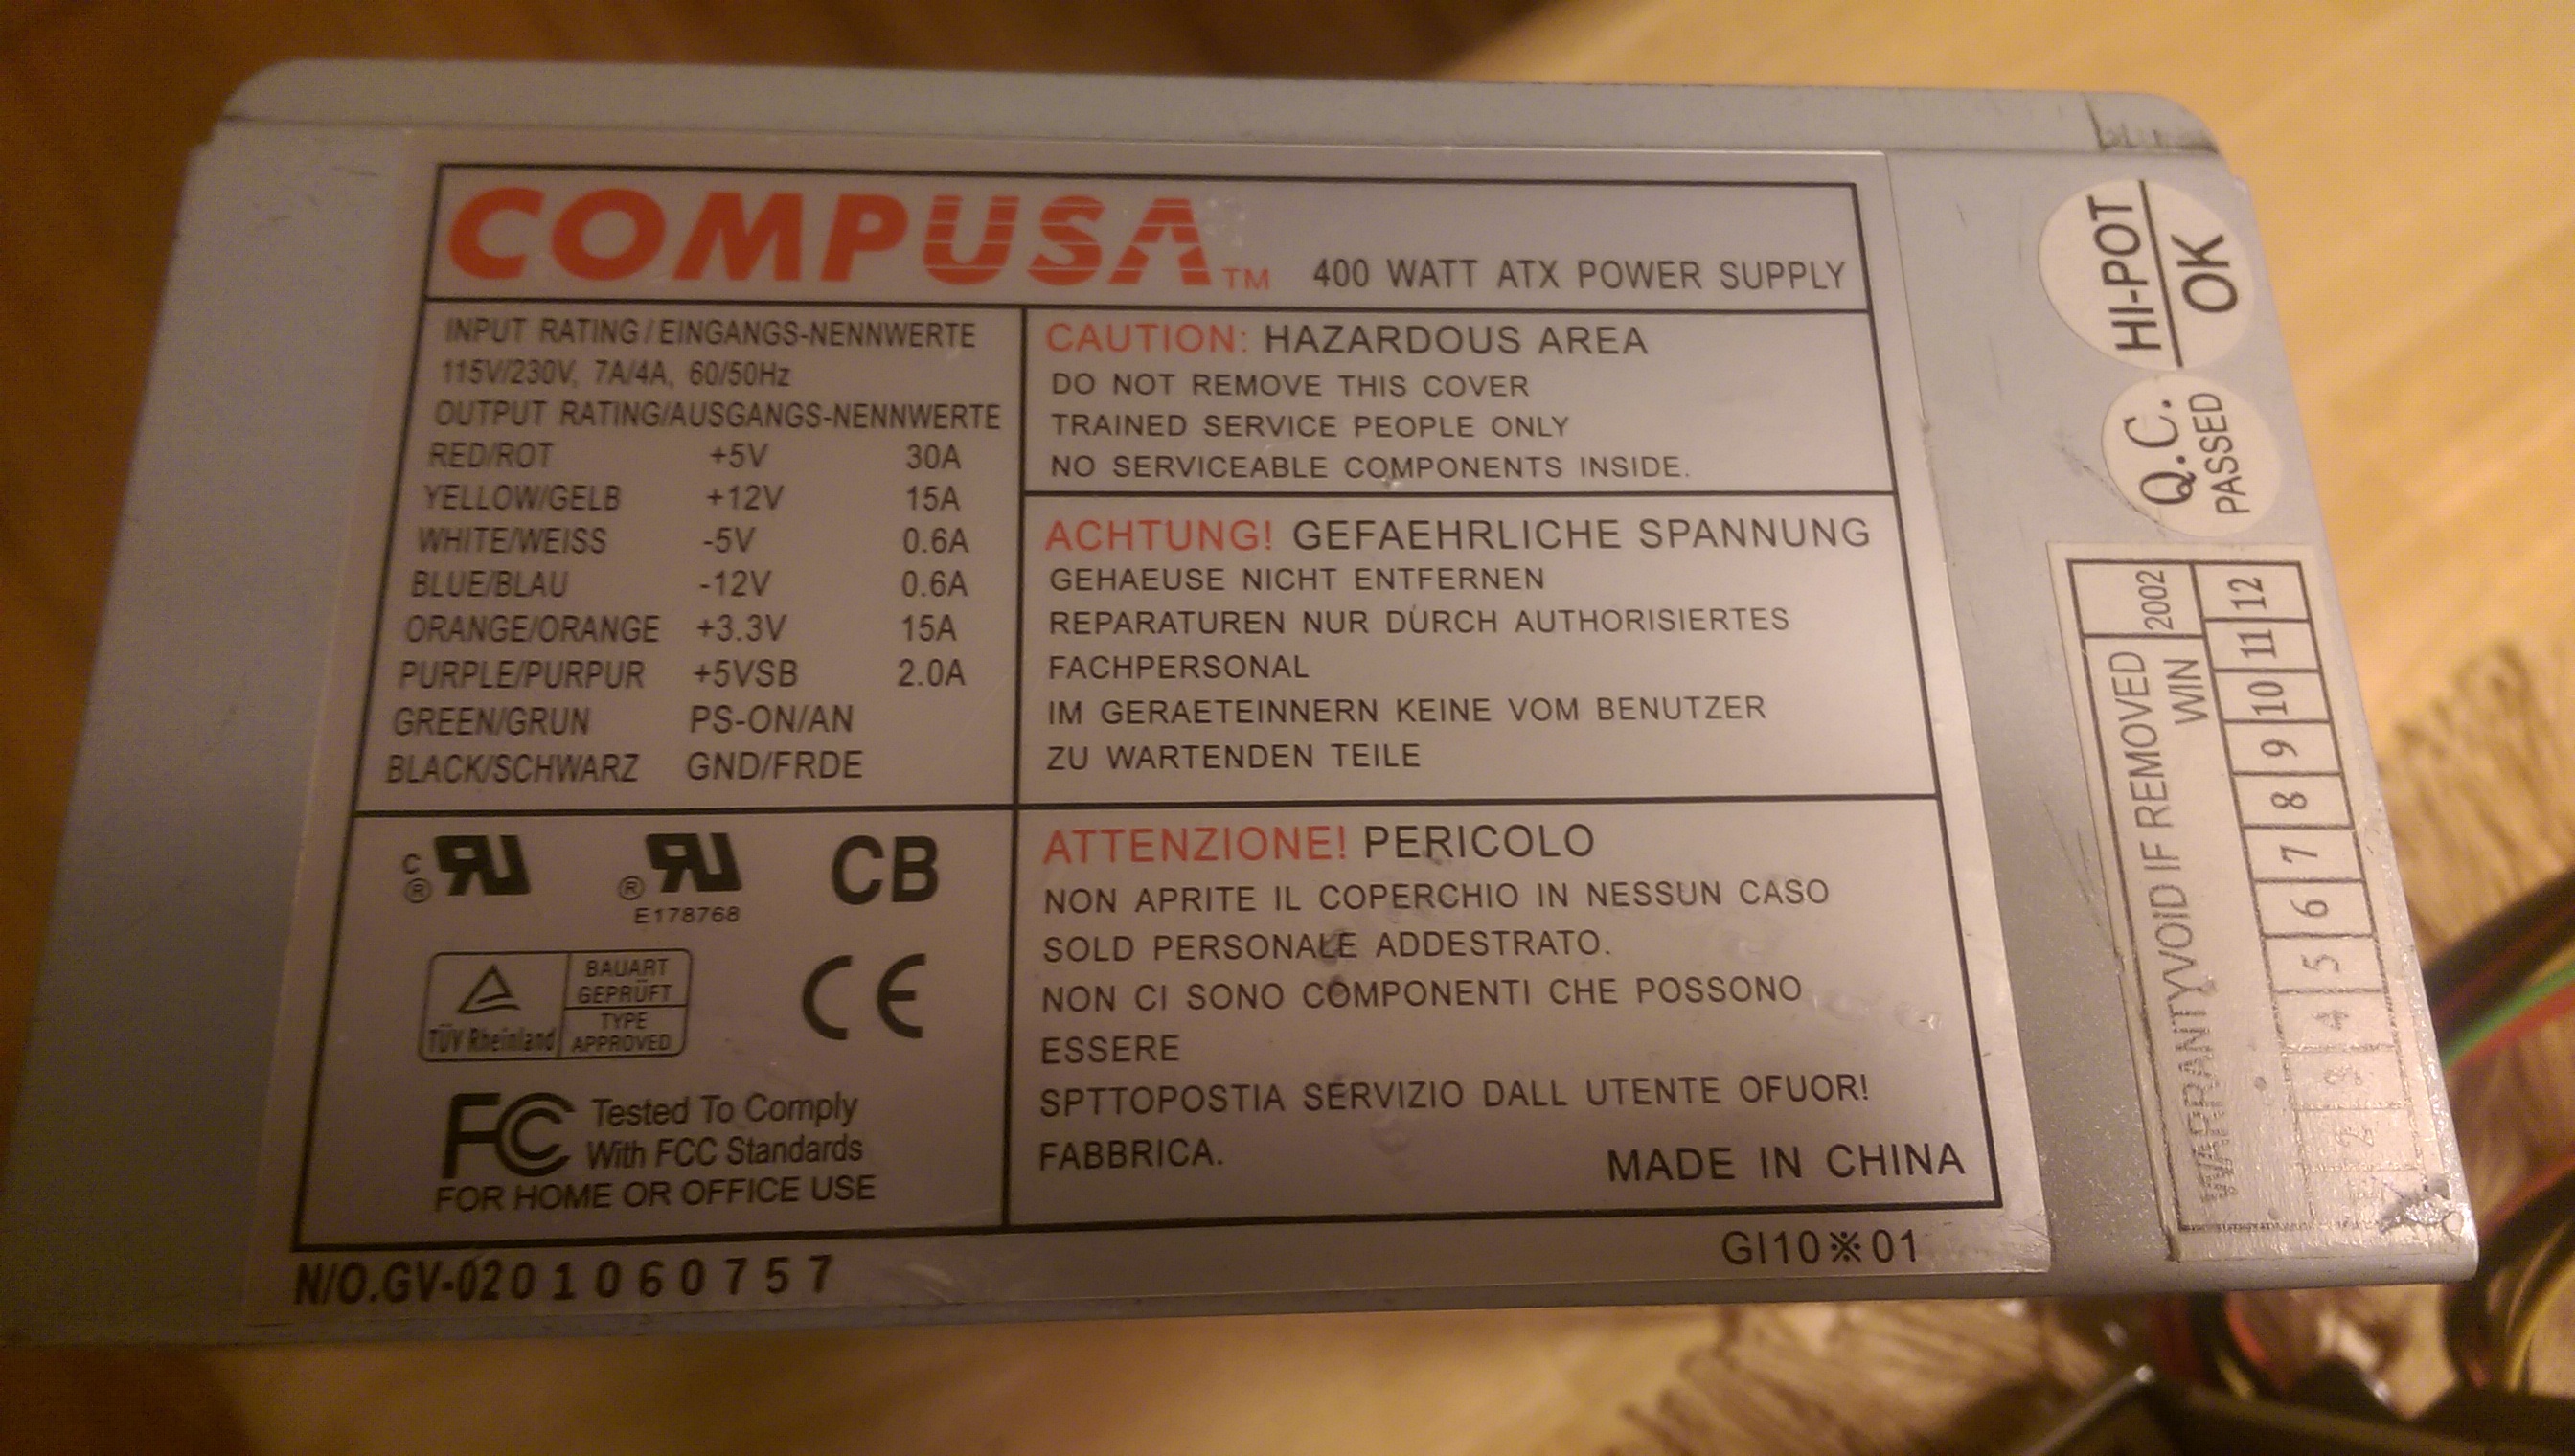 COMPUSA™ 400 WATT ATX POWER SUPPLY
INPUT RATING/EINGANGS-NENNWERTE
115V/230V, 7A/4A, 60/50Hz
OUTPUT RATING/AUSGANGS-NENNWERTE
RED/ROT +5V 30A
YELLOW/GELB +12V 15A
WHITE/WEISS -5V 0.6A
BLUE/BLAU -12V 0.6A
ORANGE/ORANGE +3.3V 15A
PURPLE/PURPUR +5VSB 2.0A
GREEN/GRUN PS-ON/AN
BLACK/SCHWARZ GND/FRDE
CAUTION: HAZARDOUS AREA
DO NOT REMOVE THIS COVER
TRAINED SERVICE PEOPLE ONLY
NO SERVICEABLE COMPONENTS INSIDE.
ACHTUNG! GEFAEHRLICHE SPANNUNG
GEHAEUSE NICHT ENTFERNEN
REPARATUREN NUR DURCH AUTHORISIERTES
FACHPERSONAL
IM GERAETEINNERN KEINE VOM BENUTZER
ZU WARTENDEN TEILE
ATTENZIONE! PERICOLO
NON APRITE IL COPERCHIO IN NESSUN CASO
SOLD PERSONALE ADDESTRATO.
NON CI SONO COMPONENTI CHE POSSONO
ESSERE
SPTTOPOSTIA SERVIZIO DALL UTENTE OFUOR!
FABBRICA.
MADE IN CHINA
C ® RU ® RU CB
E178768
TÜV Rheinland
BAUART
GEPRÜFT
TYPE
APPROVED
CE
FC Tested To Comply
With FCC Standards
FOR HOME OR OFFICE USE
N/O.GV-0201060757
GI10※01
HI-POT
OK
Q.C.
PASSED
WARRANTYVOID IF REMOVED 2002
WIN
2 3 4 5 6 7 8 9 10 11 12